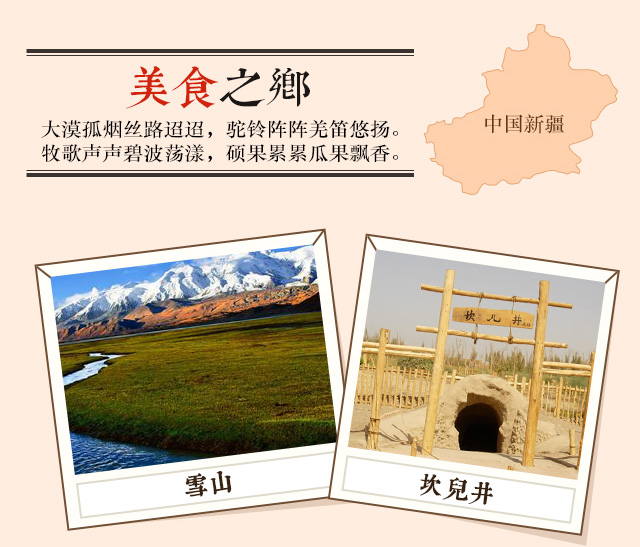 美食之鄉
大漠孤烟丝路迢迢，驼铃阵阵羌笛悠扬。
牧歌声声碧波荡漾，硕果累累瓜果飘香。
中国新疆
坎儿井
雪山
坎兒井